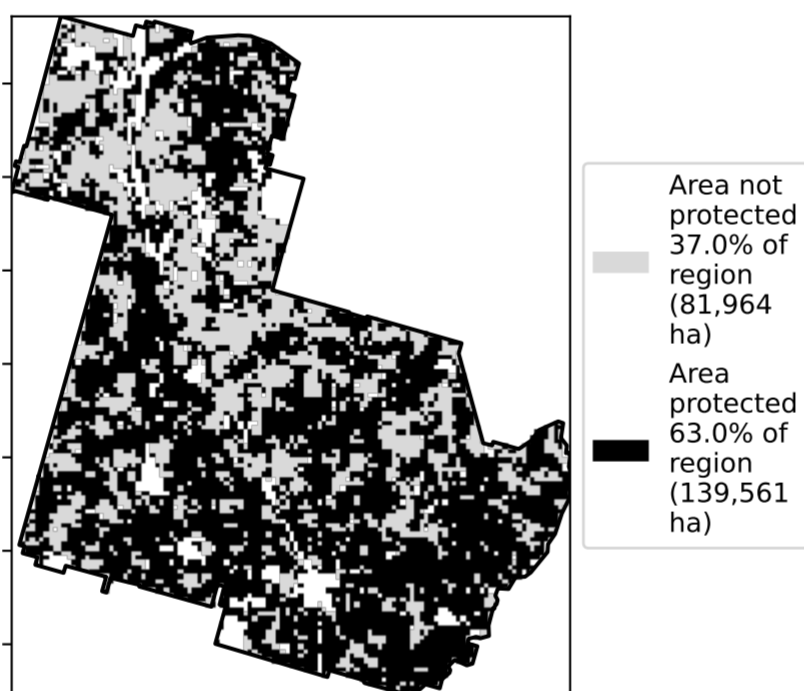 Area not
protected
37.0% of
region
(81,964
ha)
Area
protected
63.0% of
region
(139,561
ha)